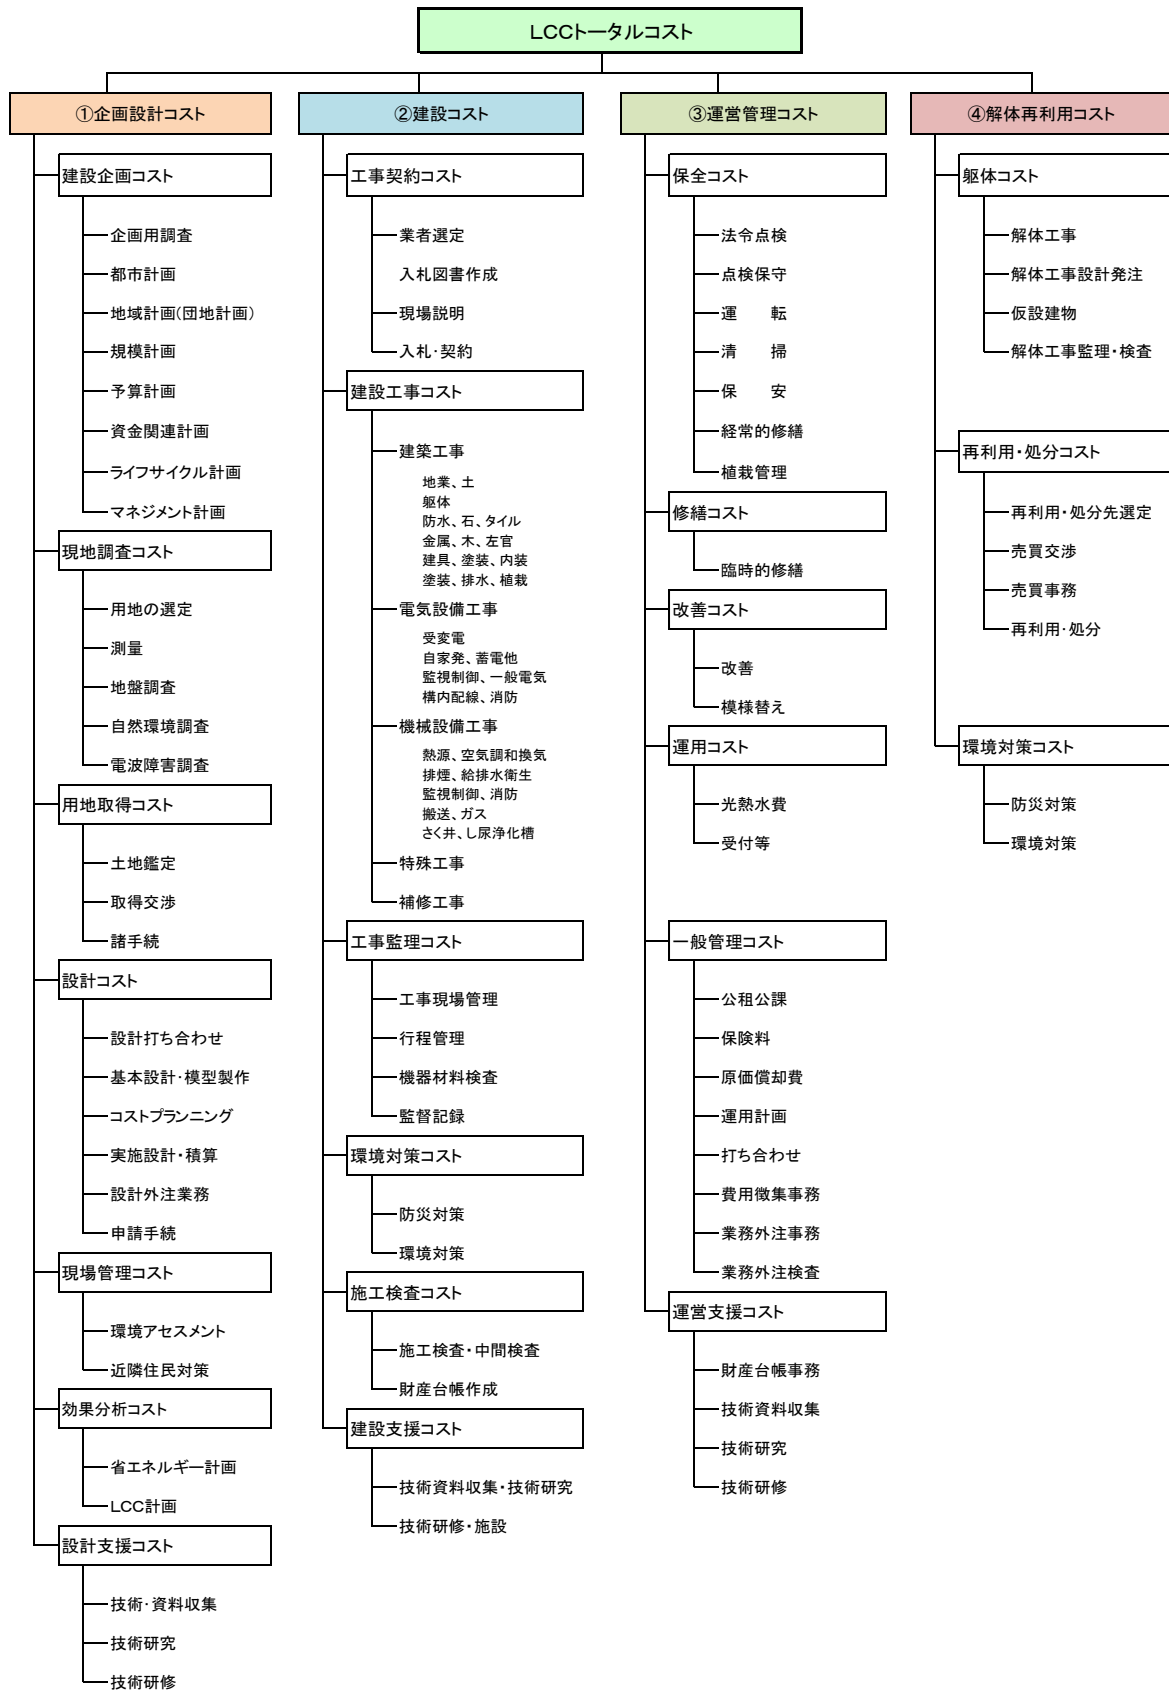 LCCトータルコスト
①企画設計コスト
建設企画コスト
企画用調査
都市計画
地域計画(団地計画)
規模計画
予算計画
資金関連計画
ライフサイクル計画
マネジメント計画
現地調査コスト
用地の選定
測量
地盤調査
自然環境調査
電波障害調査
用地取得コスト
土地鑑定
取得交渉
諸手続
設計コスト
設計打ち合わせ
基本設計・模型製作
コストプランニング
実施設計・積算
設計外注業務
申請手続
現場管理コスト
環境アセスメント
近隣住民対策
効果分析コスト
省エネルギー計画
LCC計画
設計支援コスト
技術・資料収集
技術研究
技術研修
②建設コスト
工事契約コスト
業者選定
入札図書作成
現場説明
入札・契約
建設工事コスト
建築工事
地業、土
躯体
防水、石、タイル
金属、木、左官
建具、塗装、内装
塗装、排水、植栽
電気設備工事
受変電
自家発、蓄電他
監視制御、一般電気
構内配線、消防
機械設備工事
熱源、空気調和換気
排煙、給排水衛生
監視制御、消防
搬送、ガス
さく井、し尿浄化槽
特殊工事
補修工事
工事監理コスト
工事現場管理
行程管理
機器材料検査
監督記録
環境対策コスト
防災対策
環境対策
施工検査コスト
施工検査・中間検査
財産台帳作成
建設支援コスト
技術資料収集・技術研究
技術研修・施設
③運営管理コスト
保全コスト
法令点検
点検保守
運　　転
清　　掃
保　　安
経常的修繕
植栽管理
修繕コスト
臨時的修繕
改善コスト
改善
模様替え
運用コスト
光熱水費
受付等
一般管理コスト
公租公課
保険料
原価償却費
運用計画
打ち合わせ
費用徴集事務
業務外注事務
業務外注検査
運営支援コスト
財産台帳事務
技術資料収集
技術研究
技術研修
④解体再利用コスト
躯体コスト
解体工事
解体工事設計発注
仮設建物
解体工事監理・検査
再利用・処分コスト
再利用・処分先選定
売買交渉
売買事務
再利用・処分
環境対策コスト
防災対策
環境対策